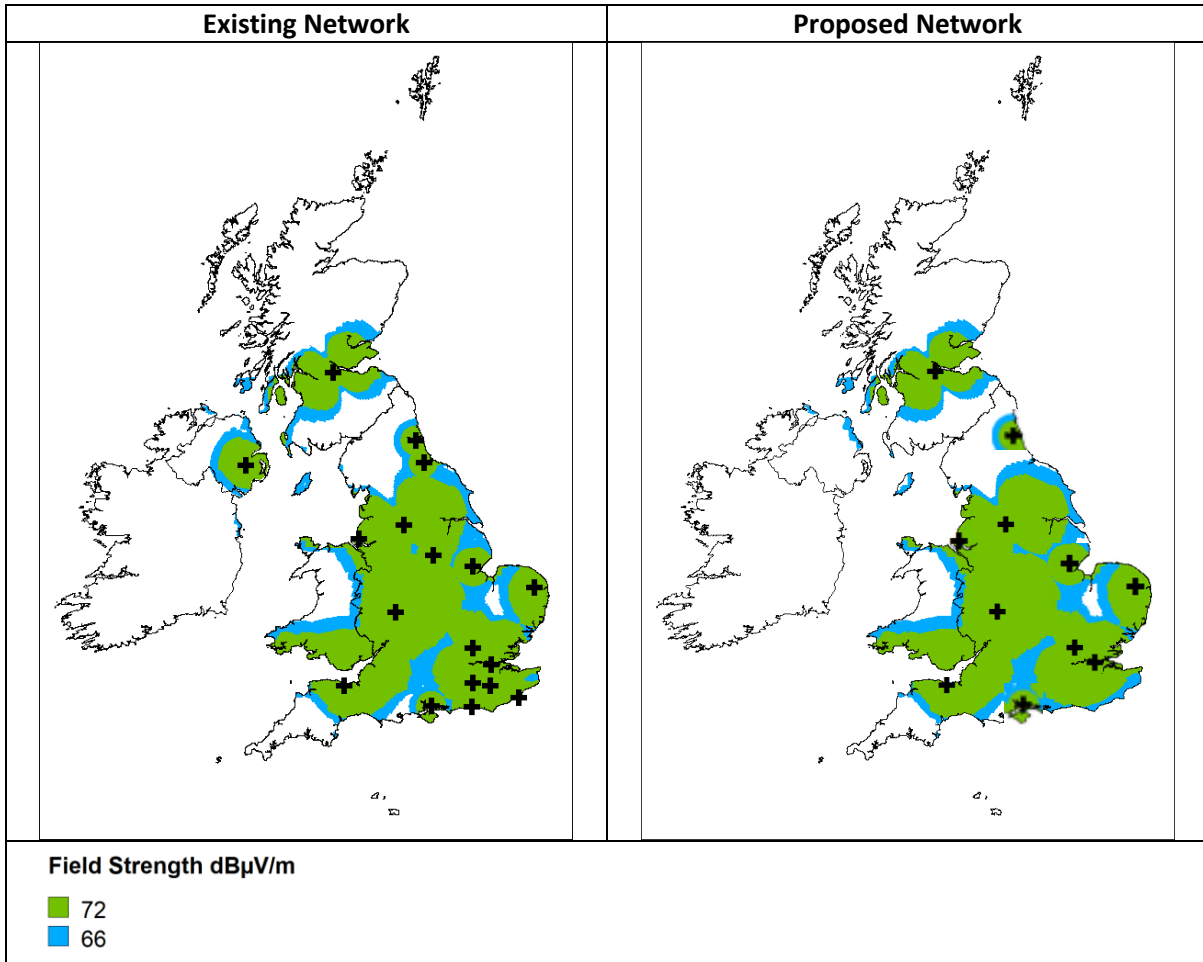 Existing Network
Proposed Network
Field Strength dBµV/m
72
66